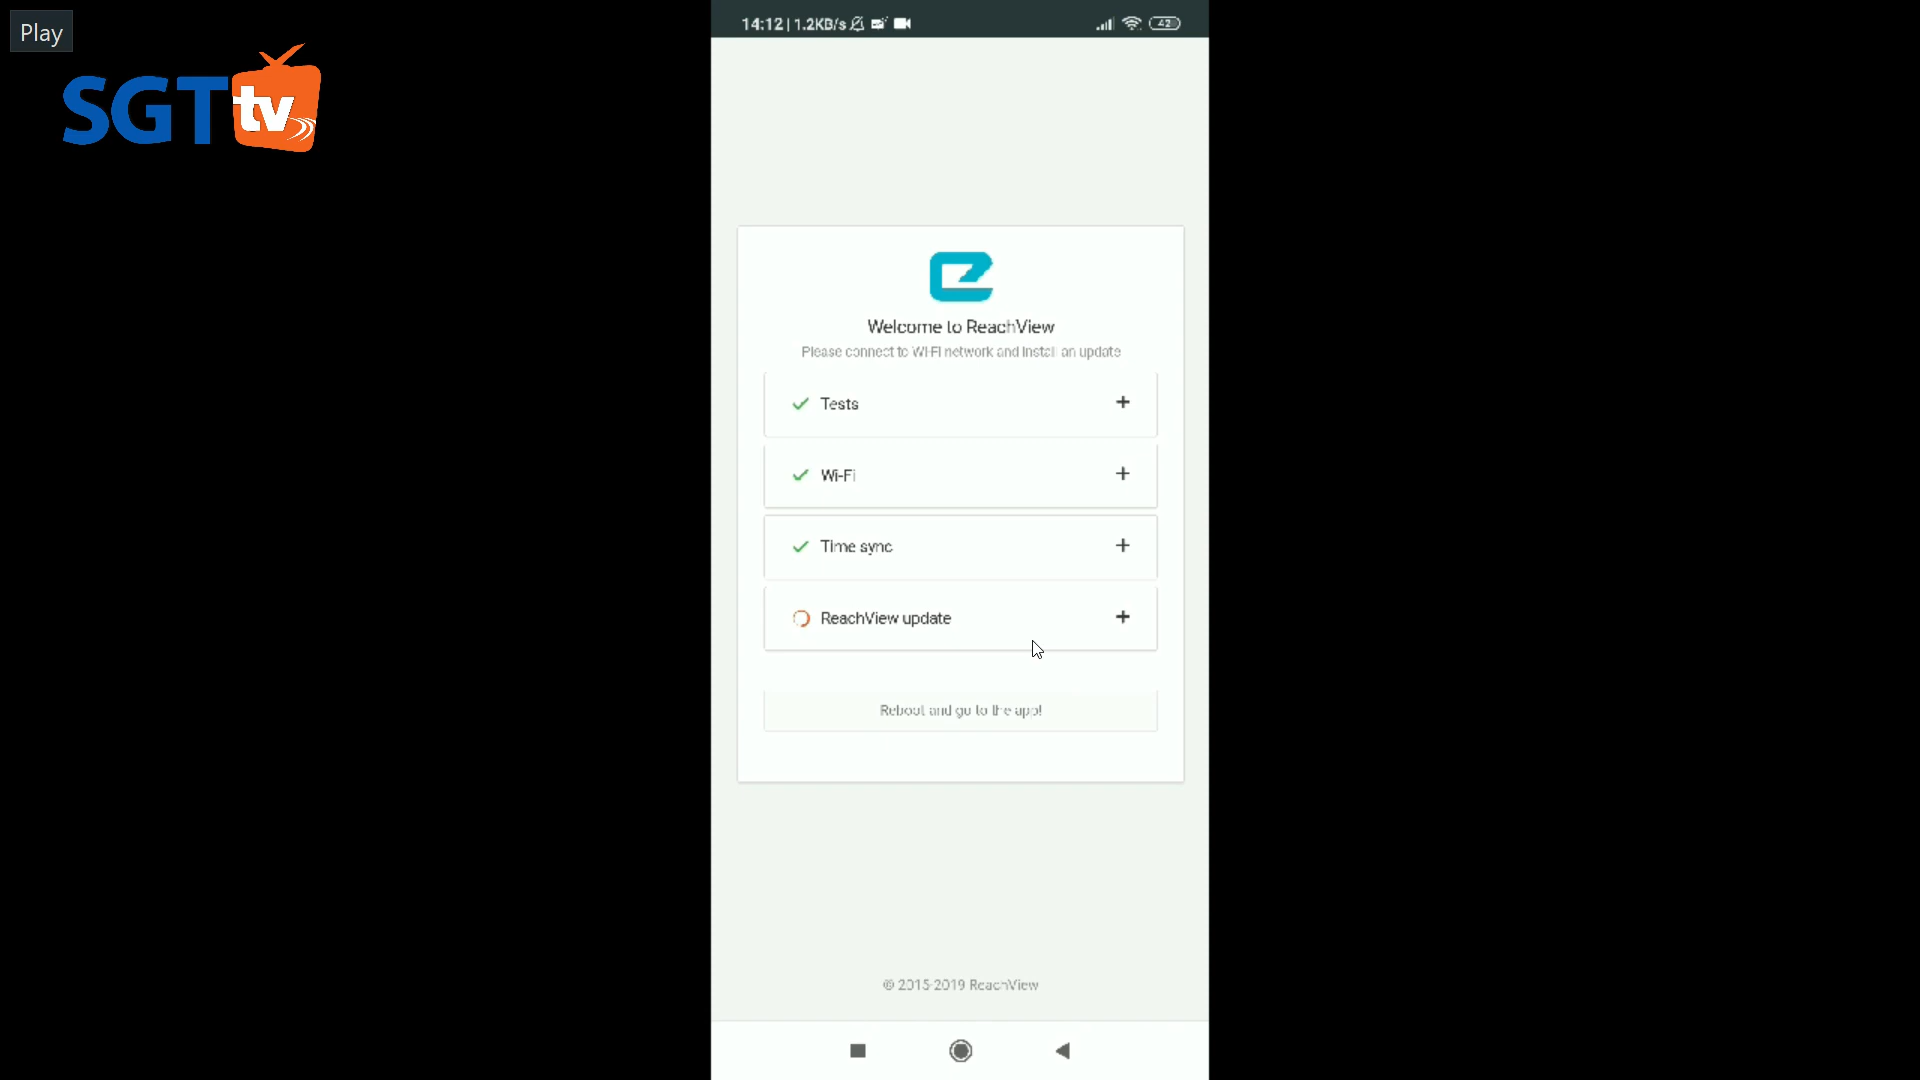 Play
SGT tv
14:12 | 1.2KB/s
42
Welcome to ReachView
Please connect to Wi-Fi network and install an update
Tests
Wi-Fi
Time sync
ReachView update
Reboot and go to the app!
© 2015-2019 ReachView